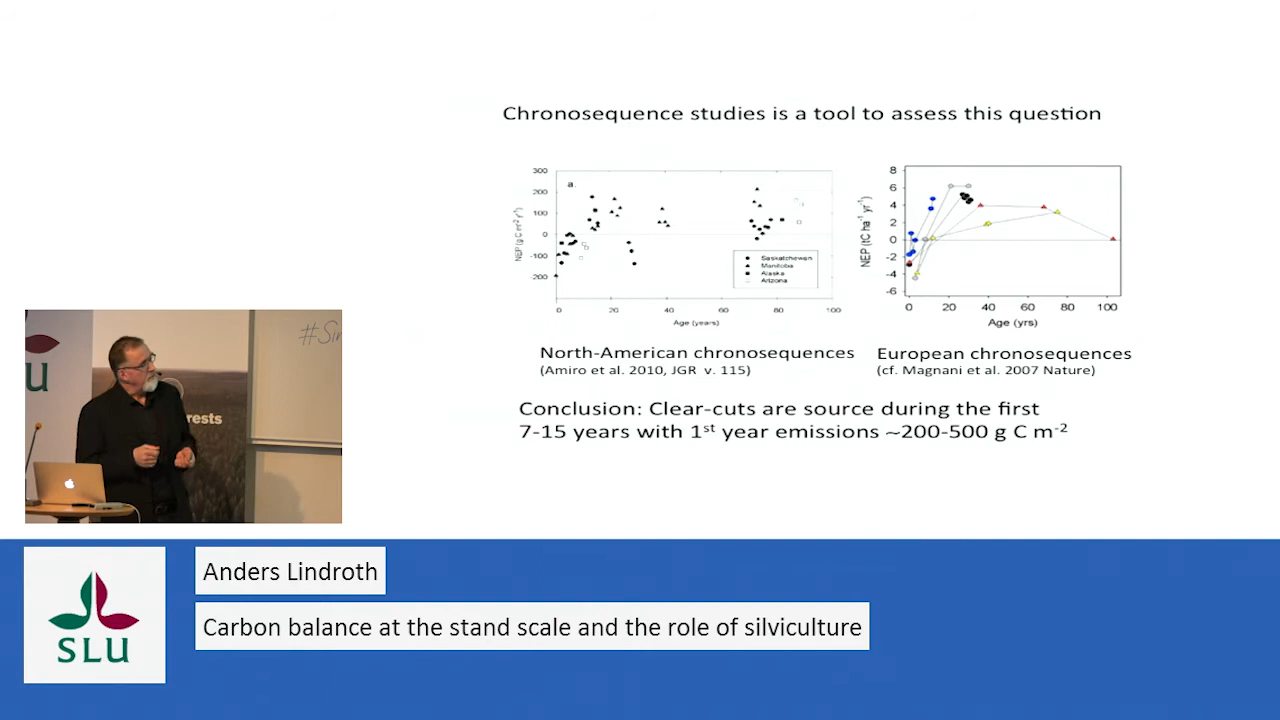 Chronosequence studies is a tool to assess this question
300
200
100
0
-100
-200
NEP (g C m² y⁻¹)
a.
Saskatchewan
Manitoba
Alaska
Arizona
0
20
40
60
80
100
Age (years)
8
6
4
2
0
-2
-4
-6
NEP (tC ha⁻¹ yr⁻¹)
0
20
40
60
80
100
Age (yrs)
North-American chronosequences
(Amiro et al. 2010, JGR v. 115)
European chronosequences
(cf. Magnani et al. 2007 Nature)
Conclusion: Clear-cuts are source during the first
7-15 years with 1st year emissions ~200-500 g C m-2
#Sin
u
rests
SLU
Anders Lindroth
Carbon balance at the stand scale and the role of silviculture